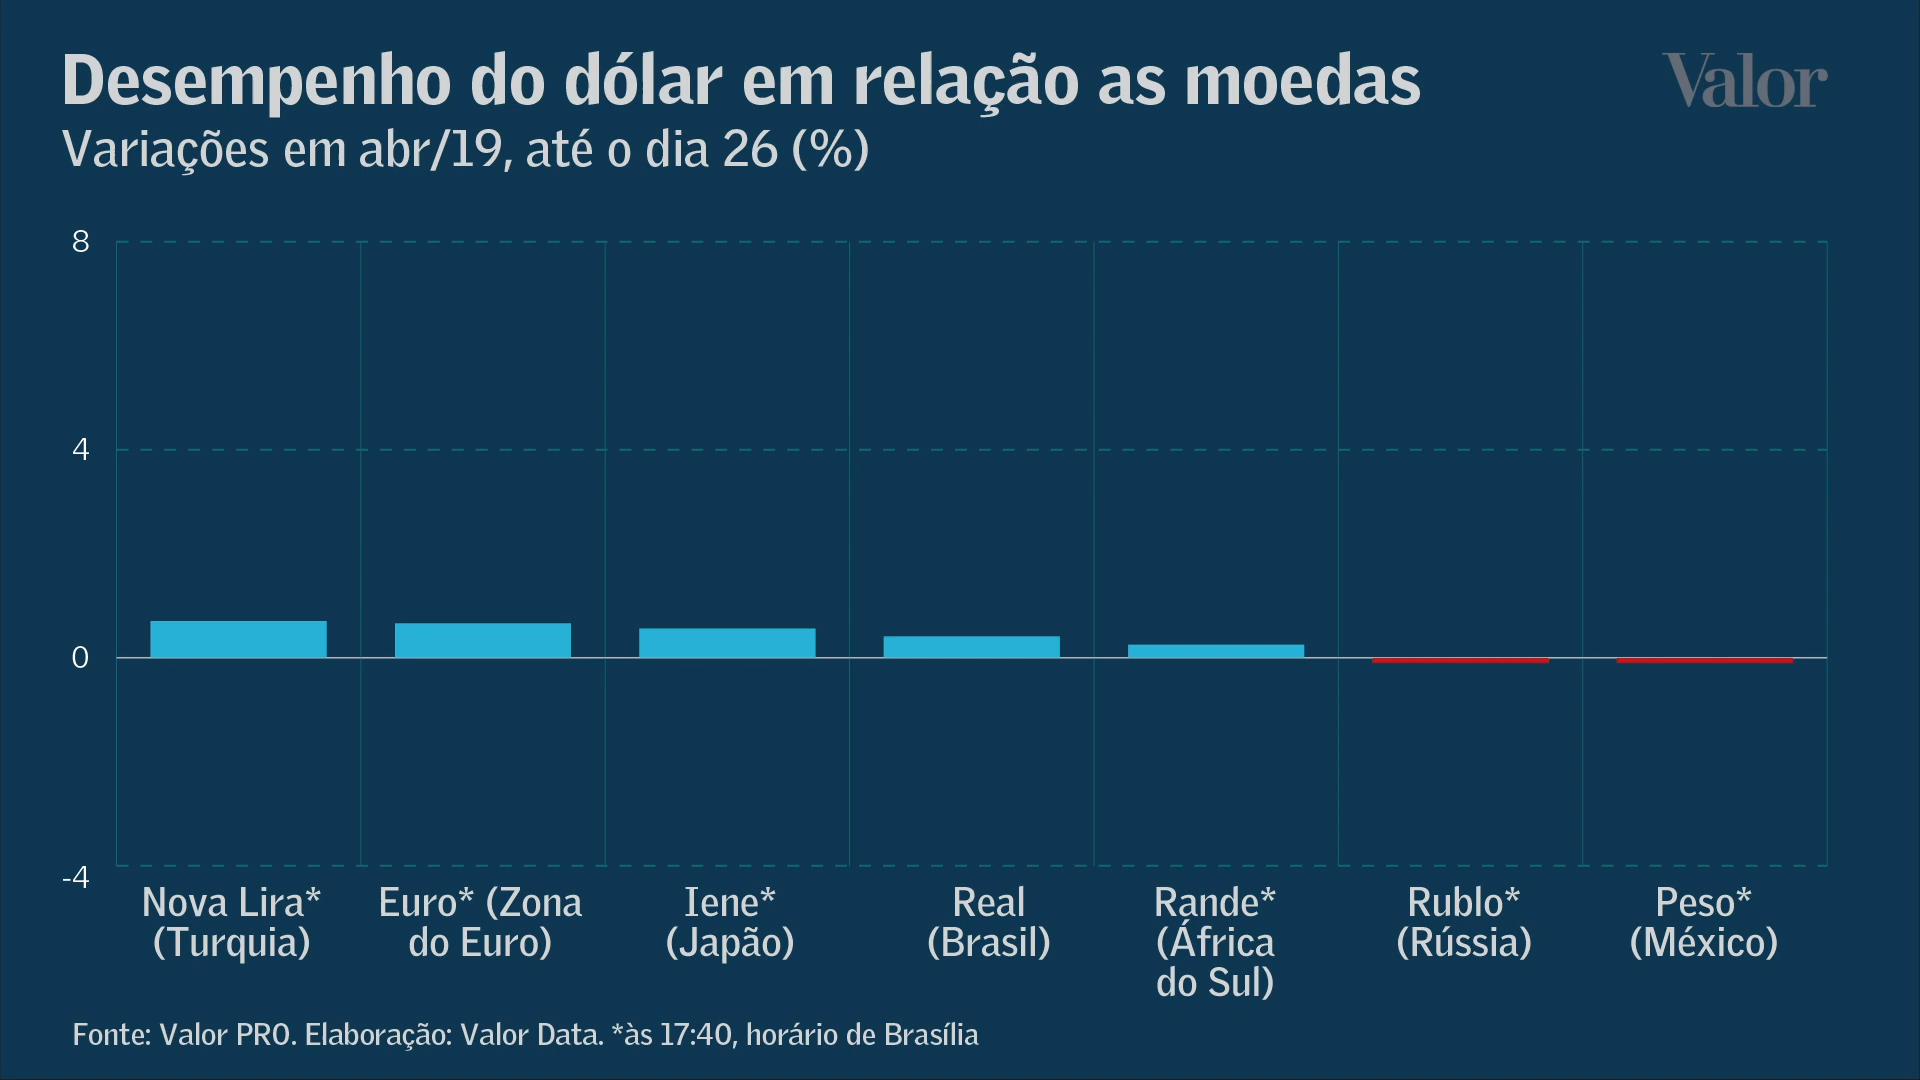 Desempenho do dólar em relação as moedas
Valor
Variações em abr/19, até o dia 26 (%)
8
4
0
-4
Nova Lira*
(Turquia)
Euro* (Zona
do Euro)
Iene*
(Japão)
Real
(Brasil)
Rande*
(África
do Sul)
Rublo*
(Rússia)
Peso*
(México)
Fonte: Valor PRO. Elaboração: Valor Data. *às 17:40, horário de Brasília